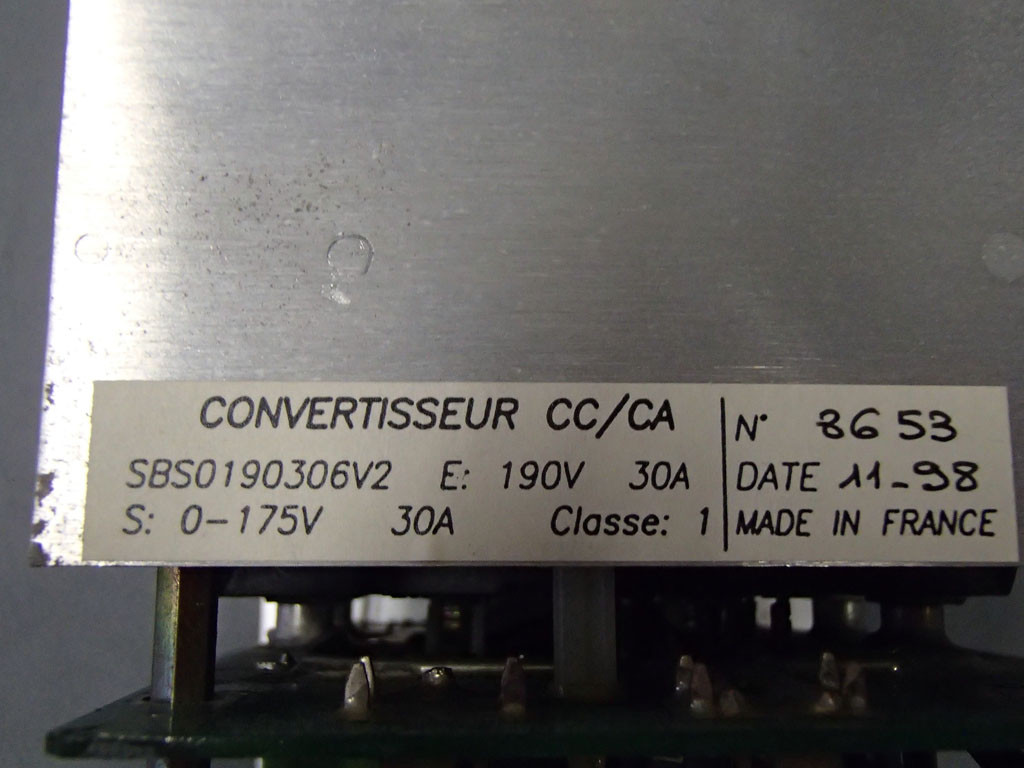 CONVERTISSEUR CC/CA
SBS0190306V2 E: 190V 30A
S: 0-175V 30A Classe: 1
N° 8653
DATE 11-98
MADE IN FRANCE